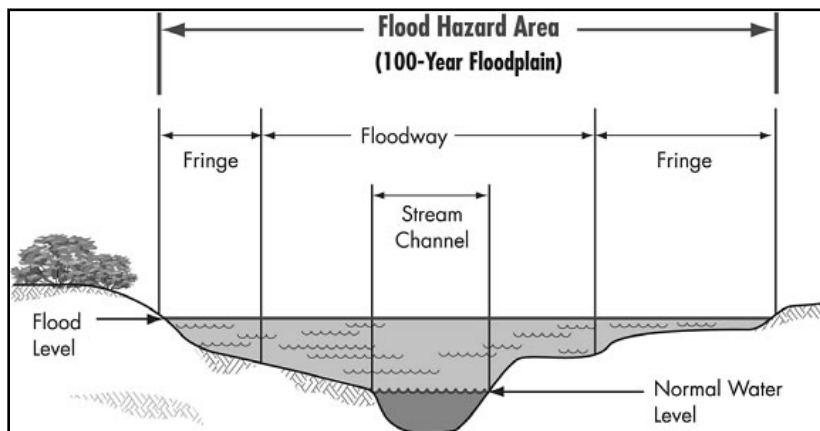 Flood Hazard Area
(100-Year Floodplain)
Fringe
Floodway
Fringe
Stream
Channel
Flood
Level
Normal Water
Level